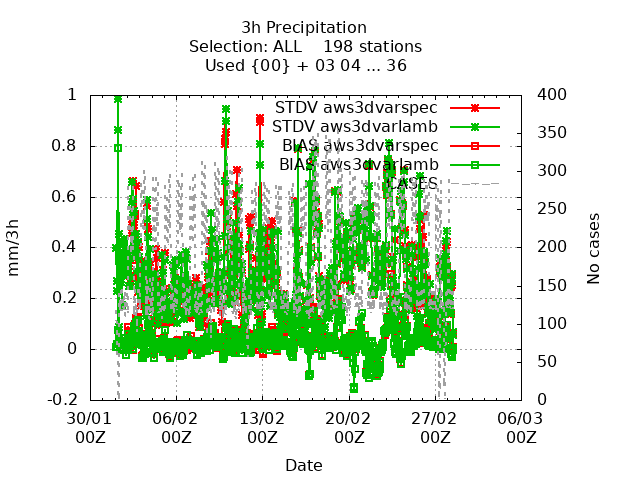 3h Precipitation
Selection: ALL    198 stations
Used {00} + 03 04 ... 36
STDV aws3dvarspec
STDV aws3dvarlamb
BIAS aws3dvarspec
BIAS aws3dvarlamb
CASES
1
0.8
0.6
0.4
0.2
0
-0.2
mm/3h
400
350
300
250
200
150
100
50
0
No cases
30/01 06/02 13/02 20/02 27/02 06/03
00Z 00Z 00Z 00Z 00Z 00Z
Date